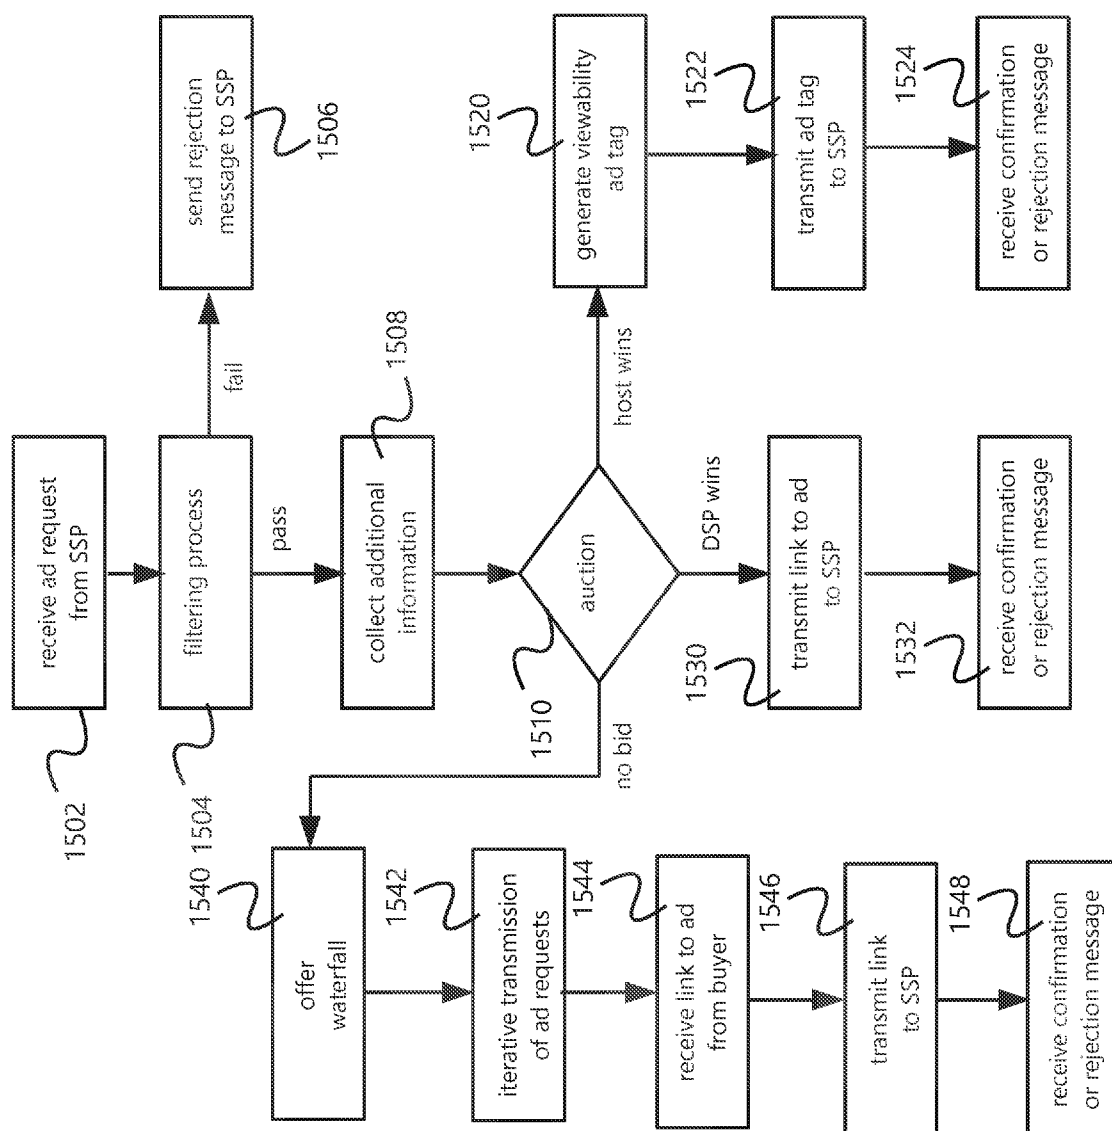 receive ad request
from SSP
1502
filtering process
1504
fail
send rejection
message to SSP
1506
pass
collect additional
information
1508
auction
1510
host wins
generate viewability
ad tag
1520
transmit ad tag
to SSP
1522
receive confirmation
or rejection message
1524
DSP wins
transmit link to ad
to SSP
1530
receive confirmation
or rejection message
1532
no bid
offer
waterfall
1540
iterative transmission
of ad requests
1542
receive link to ad
from buyer
1544
transmit link
to SSP
1546
receive confirmation
or rejection message
1548